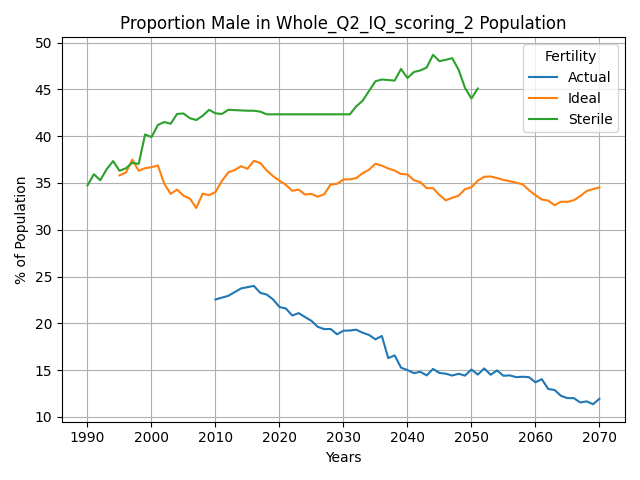 Proportion Male in Whole_Q2_IQ_scoring_2 Population
50
45
40
35
30
25
20
15
10
% of Population
Fertility
Actual
Ideal
Sterile
1990 2000 2010 2020 2030 2040 2050 2060 2070
Years